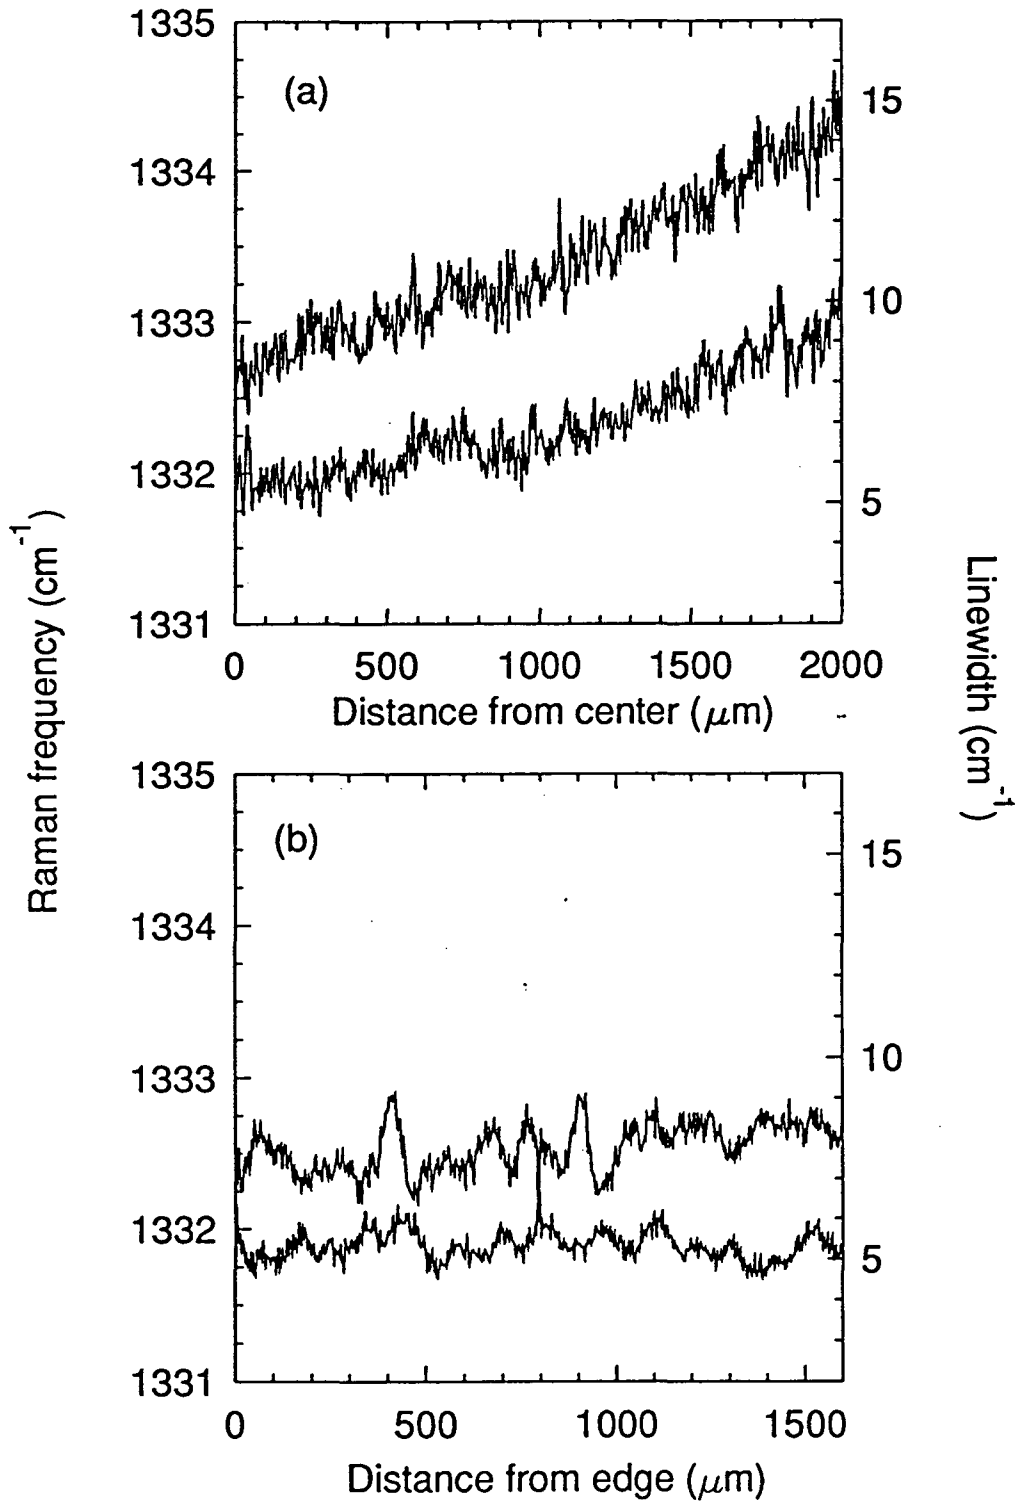 1335
(a)
15
1334
1333
10
1332
5
1331
0 500 1000 1500 2000
Distance from center (μm)
Raman frequency (cm-1)
Linewidth (cm-1)
1335
(b)
15
1334
1333
10
1332
5
1331
0 500 1000 1500
Distance from edge (μm)